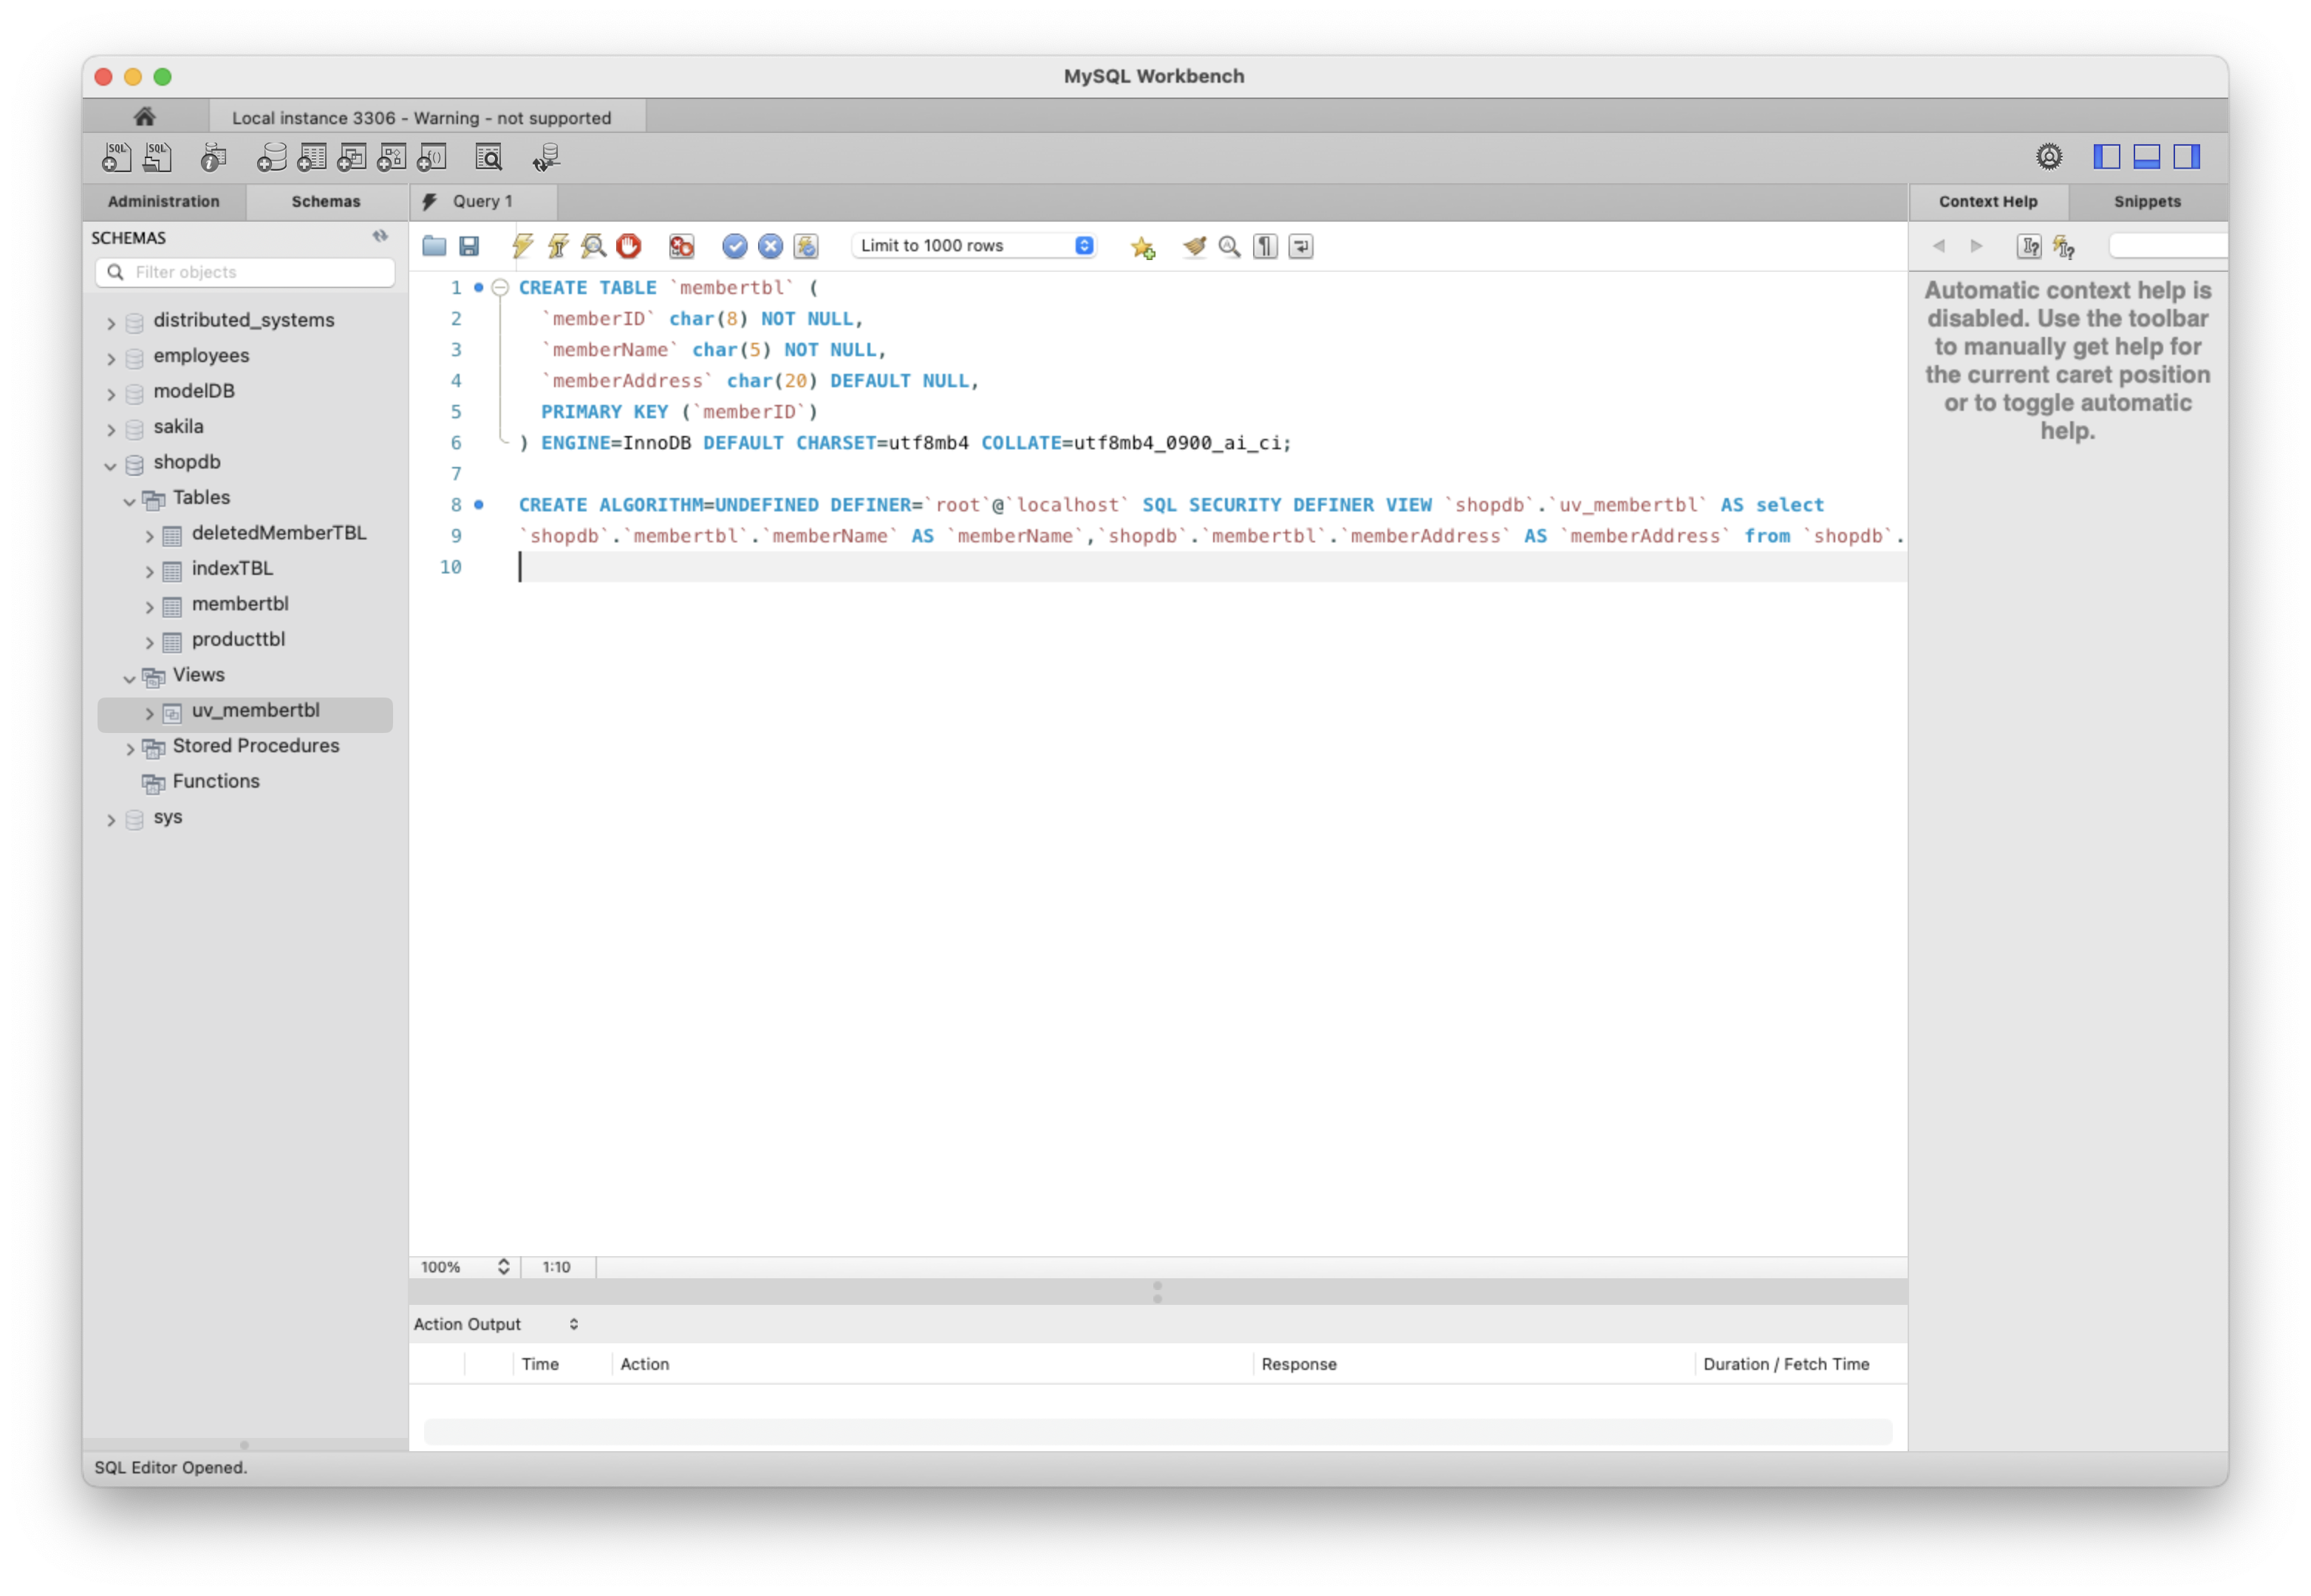 MySQL Workbench
Local instance 3306 - Warning - not supported
Administration
Schemas
Query 1
Context Help
Snippets
SCHEMAS
Filter objects
distributed_systems
employees
modelDB
sakila
shopdb
Tables
deletedMemberTBL
indexTBL
membertbl
producttbl
Views
uv_membertbl
Stored Procedures
Functions
sys
Limit to 1000 rows
1 CREATE TABLE `membertbl` (
2 `memberID` char(8) NOT NULL,
3 `memberName` char(5) NOT NULL,
4 `memberAddress` char(20) DEFAULT NULL,
5 PRIMARY KEY (`memberID`)
6 ) ENGINE=InnoDB DEFAULT CHARSET=utf8mb4 COLLATE=utf8mb4_0900_ai_ci;
7
8 CREATE ALGORITHM=UNDEFINED DEFINER=`root`@`localhost` SQL SECURITY DEFINER VIEW `shopdb`.`uv_membertbl` AS select
9 `shopdb`.`membertbl`.`memberName` AS `memberName`,`shopdb`.`membertbl`.`memberAddress` AS `memberAddress` from `shopdb`.
10
Automatic context help is
disabled. Use the toolbar
to manually get help for
the current caret position
or to toggle automatic
help.
100%
1:10
Action Output
Time
Action
Response
Duration / Fetch Time
SQL Editor Opened.